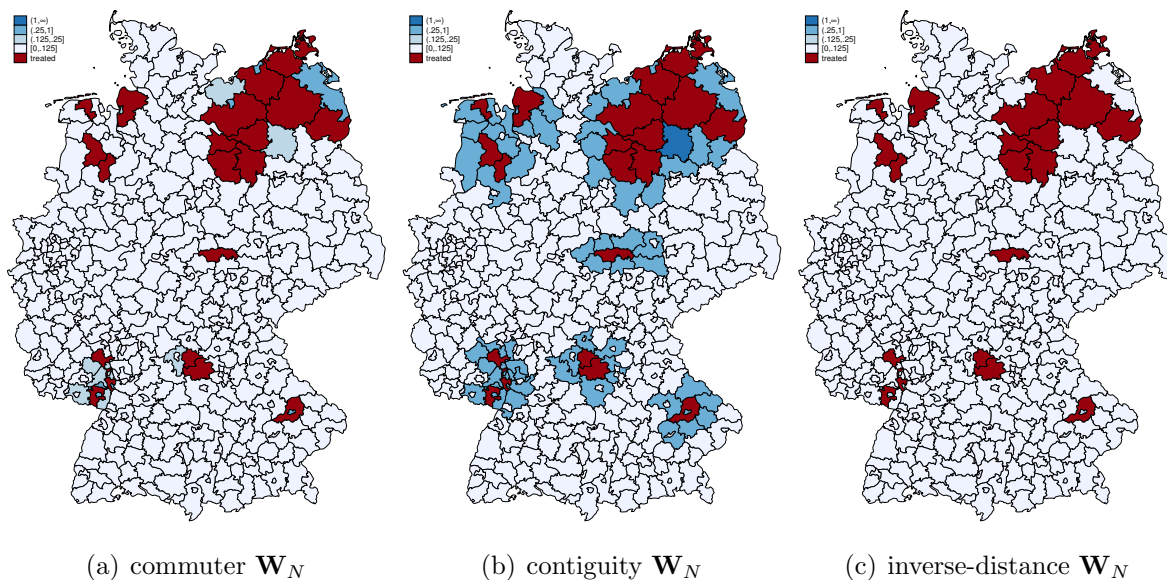 (1,∞)
(.25,1]
(.125,.25]
[0,.125]
treated
(1,∞)
(.25,1]
(.125,.25]
[0,.125]
treated
(1,∞)
(.25,1]
(.125,.25]
[0,.125]
treated
(a) commuter W_N
(b) contiguity W_N
(c) inverse-distance W_N